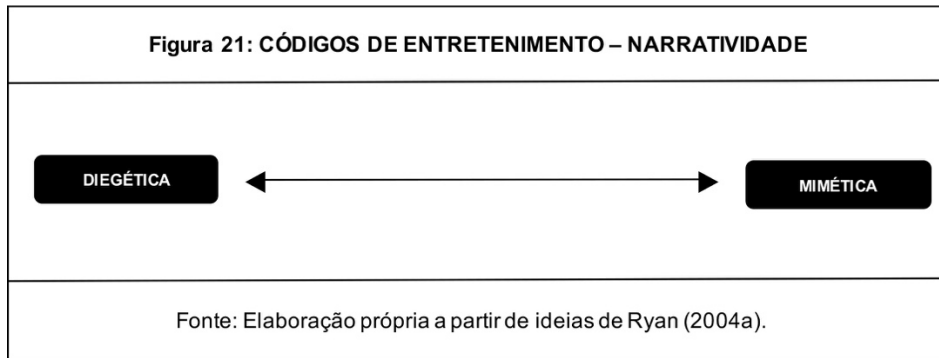 Figura 21: CÓDIGOS DE ENTRETENIMENTO – NARRATIVIDADE
DIEGÉTICA
MIMÉTICA
Fonte: Elaboração própria a partir de ideias de Ryan (2004a).